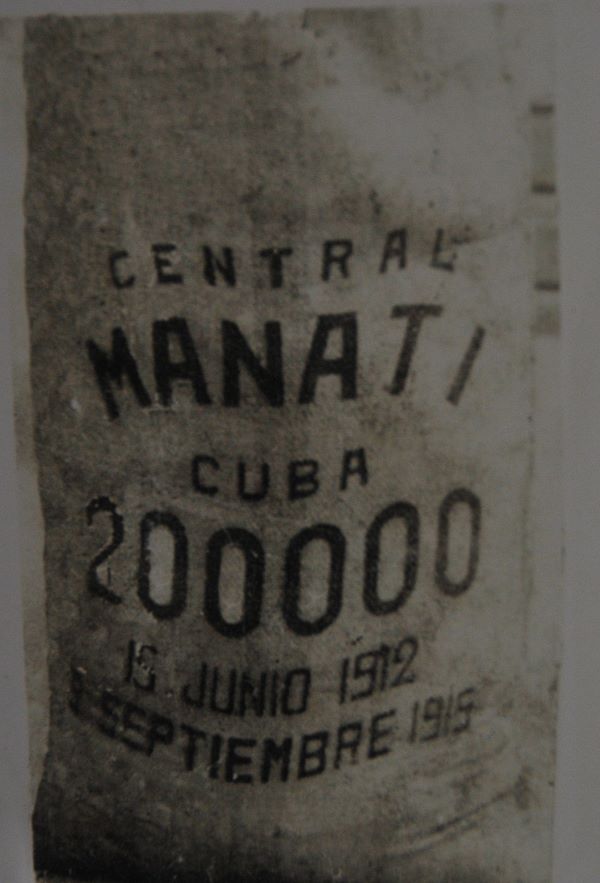 CENTRAL
MANATI
CUBA
200000
15 JUNIO 1912
SEPTIEMBRE 1915